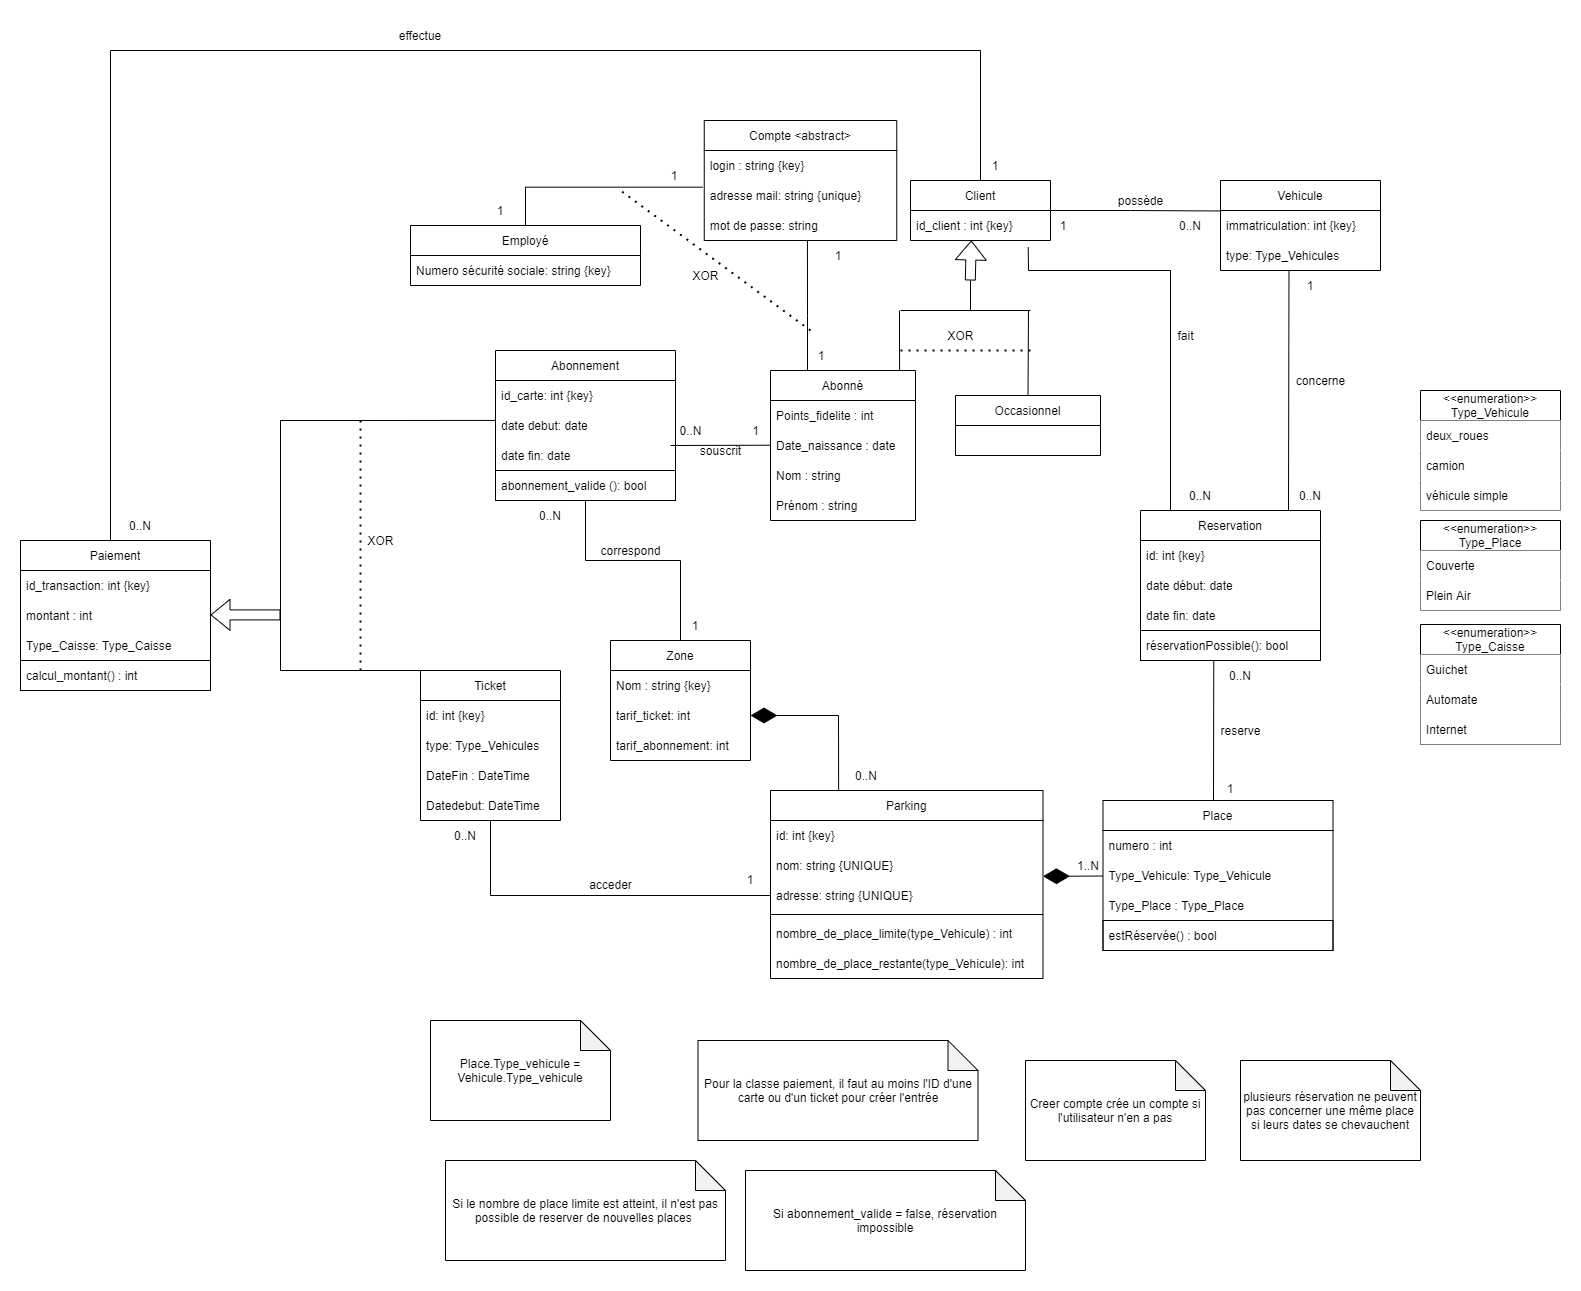 effectue
Compte <abstract>
login : string {key}
adresse mail: string {unique}
mot de passe: string
1
1
Employé
Numero sécurité sociale: string {key}
XOR
1
1
1
Client
id_client : int {key}
possède
1
0..N
Vehicule
immatriculation: int {key}
type: Type_Vehicules
1
XOR
fait
concerne
Abonnement
id_carte: int {key}
date debut: date
date fin: date
abonnement_valide (): bool
0..N
1
souscrit
Abonné
Points_fidelite : int
Date_naissance : date
Nom : string
Prénom : string
Occasionnel
<<enumeration>>
Type_Vehicule
deux_roues
camion
véhicule simple
<<enumeration>>
Type_Place
Couverte
Plein Air
<<enumeration>>
Type_Caisse
Guichet
Automate
Internet
0..N
0..N
Reservation
id: int {key}
date début: date
date fin: date
réservationPossible(): bool
0..N
reserve
1
0..N
Paiement
id_transaction: int {key}
montant : int
Type_Caisse: Type_Caisse
calcul_montant() : int
XOR
0..N
correspond
1
Zone
Nom : string {key}
tarif_ticket: int
tarif_abonnement: int
Ticket
id: int {key}
type: Type_Vehicules
DateFin : DateTime
Datedebut: DateTime
0..N
acceder
1
0..N
Parking
id: int {key}
nom: string {UNIQUE}
adresse: string {UNIQUE}
nombre_de_place_limite(type_Vehicule) : int
nombre_de_place_restante(type_Vehicule): int
1..N
Place
numero : int
Type_Vehicule: Type_Vehicule
Type_Place : Type_Place
estRéservée() : bool
Place.Type_vehicule =
Vehicule.Type_vehicule
Pour la classe paiement, il faut au moins l'ID d'une
carte ou d'un ticket pour créer l'entrée
Creer compte crée un compte si
l'utilisateur n'en a pas
plusieurs réservation ne peuvent
pas concerner une même place
si leurs dates se chevauchent
Si le nombre de place limite est atteint, il n'est pas
possible de reserver de nouvelles places
Si abonnement_valide = false, réservation
impossible